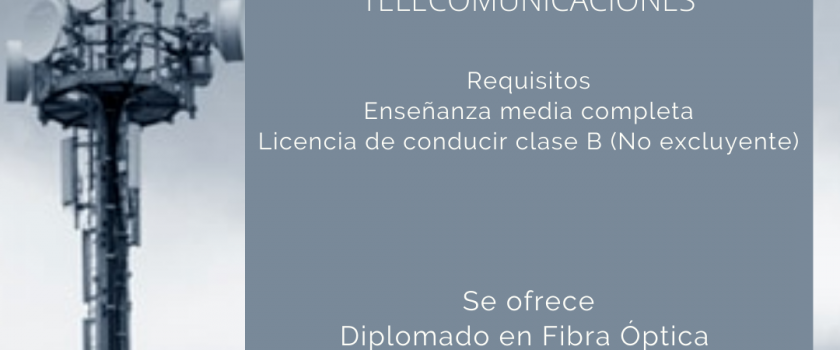 TELECOMUNICACIONES
Requisitos
Enseñanza media completa
Licencia de conducir clase B (No excluyente)
Se ofrece
Diplomado en Fibra Óptica